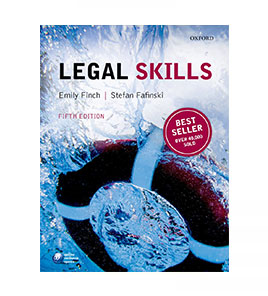 OXFORD
LEGAL SKILLS
Emily Finch | Stefan Fafinski
FIFTH EDITION
BEST
SELLER
OVER 40,000
SOLD